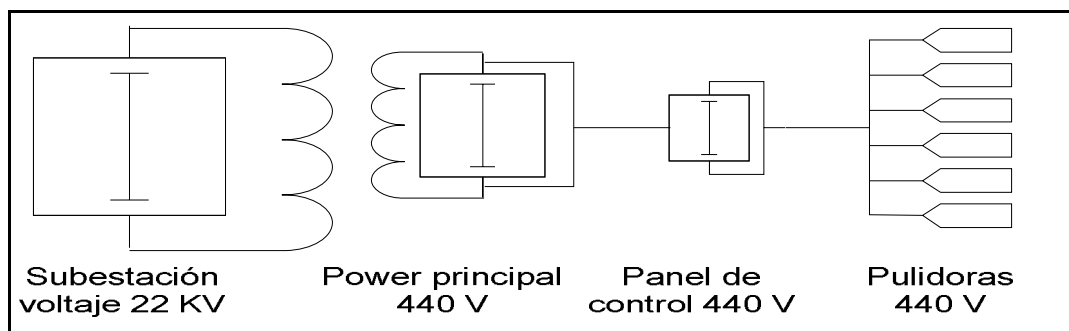 Subestación
voltaje 22 KV
Power principal
440 V
Panel de
control 440 V
Pulidoras
440 V